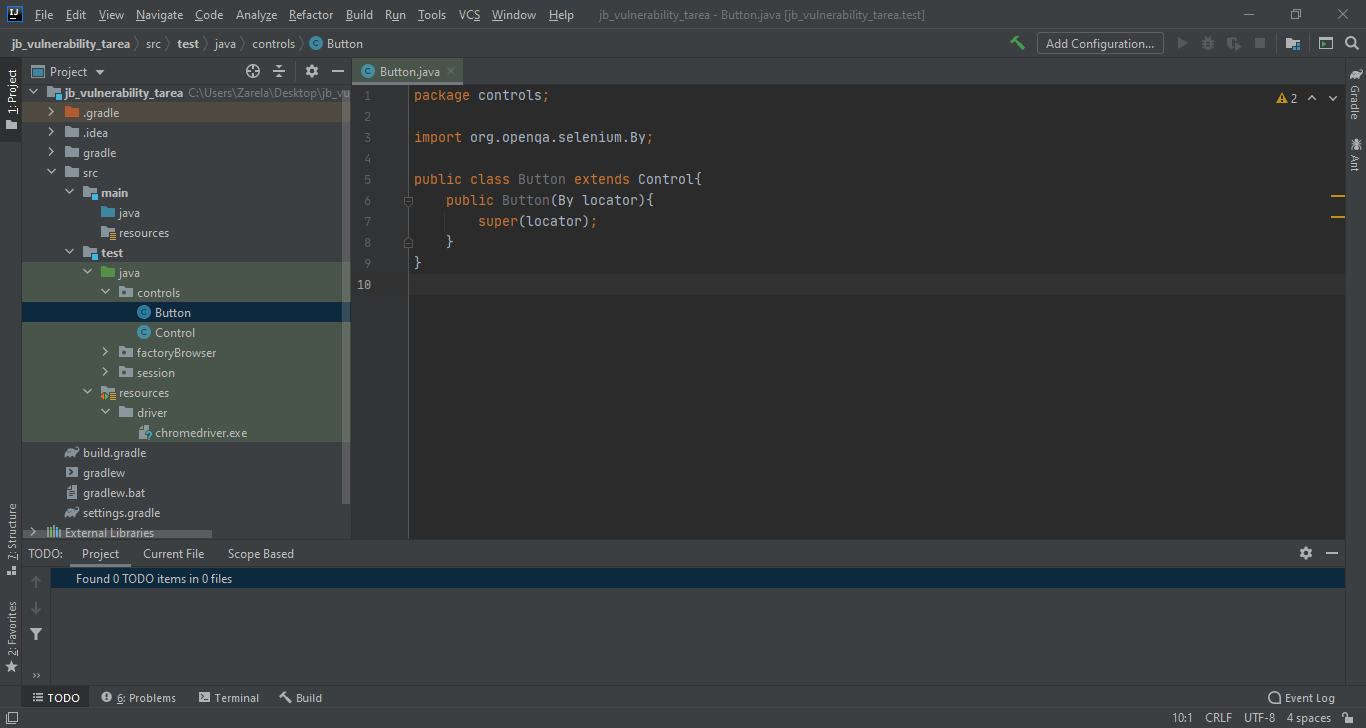 IJ File Edit View Navigate Code Analyze Refactor Build Run Tools VCS Window Help jb_vulnerability_tarea - Button.java [jb_vulnerability_tarea.test]
jb_vulnerability_tarea src test java controls C Button Add Configuration...
1: Project
Project
C Button.java
jb_vulnerability_tarea C:\Users\Zarela\Desktop\jb_vu
.gradle
.idea
gradle
src
main
java
resources
test
java
controls
C Button
C Control
factoryBrowser
session
resources
driver
chromedriver.exe
build.gradle
gradlew
gradlew.bat
settings.gradle
External Libraries
1 package controls;
2
3 import org.openqa.selenium.By;
4
5 public class Button extends Control{
6 public Button(By locator){
7 super(locator);
8 }
9 }
10
2
Gradle
Ant
7: Structure
2: Favorites
TODO: Project Current File Scope Based
Found 0 TODO items in 0 files
TODO 6: Problems Terminal Build Event Log
10:1 CRLF UTF-8 4 spaces